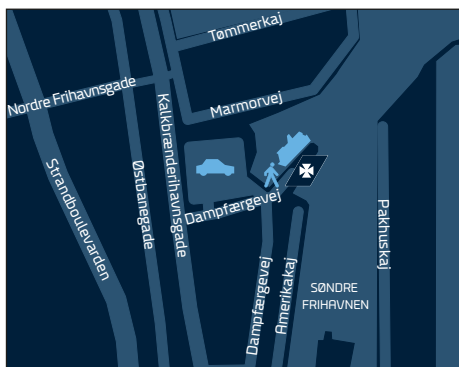 Tømmerkaj
Nordre Frihavnsgade
Marmorvej
Kalkbrænderihavnsgade
Østbanegade
Strandboulevarden
Dampfærgevej
Pakhuskaj
Dampfærgevej
Amerikakaj
SØNDRE
FRIHAVNEN